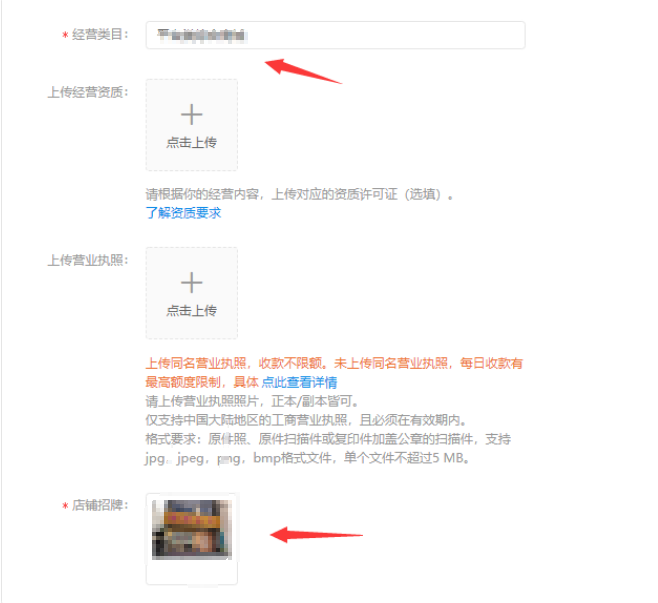 * 经营类目：
上传经营资质：
点击上传
请根据你的经营内容，上传对应的资质许可证（选填）。
了解资质要求
上传营业执照：
点击上传
上传同名营业执照，收款不限额。未上传同名营业执照，每日收款有
最高额度限制，具体 点此查看详情
请上传营业执照照片，正本/副本皆可。
仅支持中国大陆地区的工商营业执照，且必须在有效期内。
格式要求：原件照、原件扫描件或复印件加盖公章的扫描件，支持
jpg、jpeg，png，bmp格式文件，单个文件不超过5 MB。
* 店铺招牌：